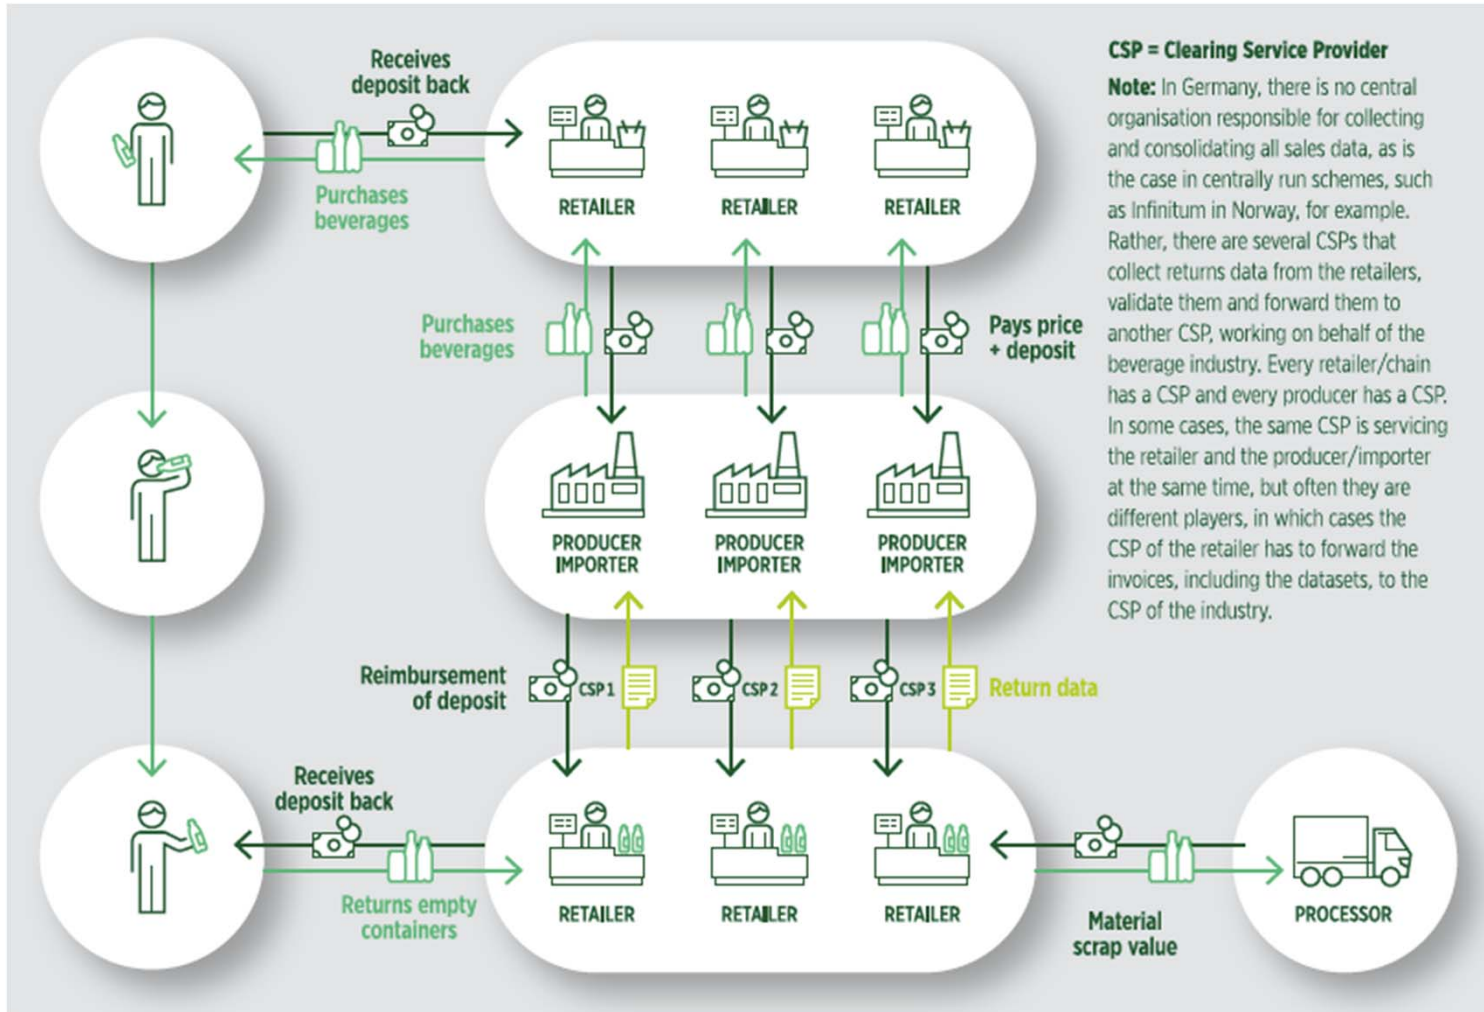 Receives
deposit back
Purchases
beverages
RETAILER
RETAILER
RETAILER
CSP = Clearing Service Provider
Note: In Germany, there is no central
organisation responsible for collecting
and consolidating all sales data, as is
the case in centrally run schemes, such
as Infinitum in Norway, for example.
Rather, there are several CSPs that
collect returns data from the retailers,
validate them and forward them to
another CSP, working on behalf of the
beverage industry. Every retailer/chain
has a CSP and every producer has a CSP.
In some cases, the same CSP is servicing
the retailer and the producer/importer
at the same time, but often they are
different players, in which cases the
CSP of the retailer has to forward the
invoices, including the datasets, to the
CSP of the industry.
Purchases
beverages
Pays price
+ deposit
PRODUCER
IMPORTER
PRODUCER
IMPORTER
PRODUCER
IMPORTER
Reimbursement
of deposit
CSP 1
CSP 2
CSP 3
Return data
Receives
deposit back
Returns empty
containers
RETAILER
RETAILER
RETAILER
Material
scrap value
PROCESSOR